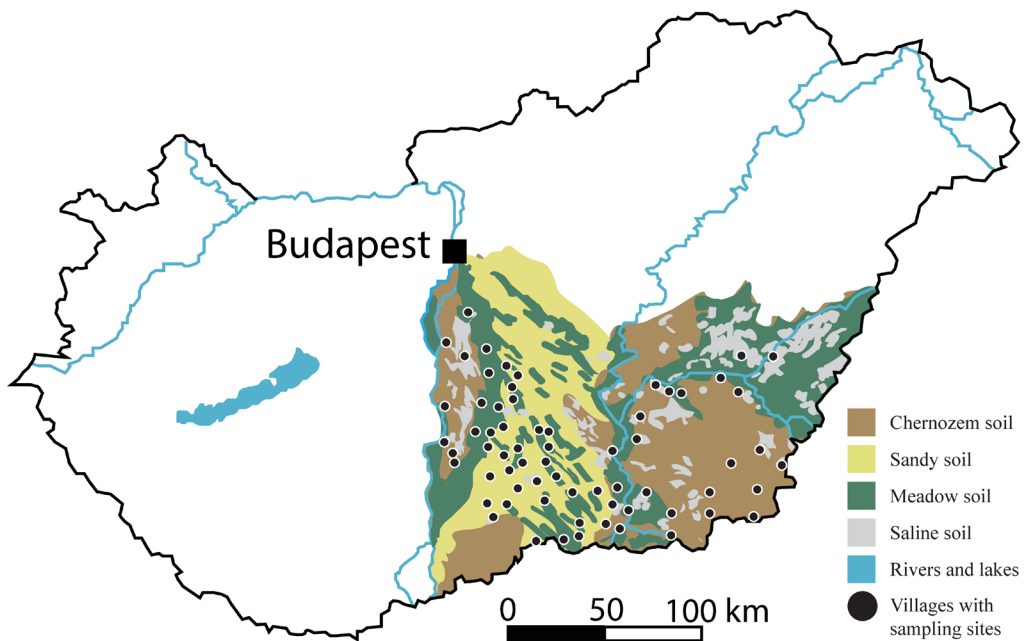 Budapest
Chernozem soil
Sandy soil
Meadow soil
Saline soil
Rivers and lakes
Villages with
sampling sites
0 50 100 km